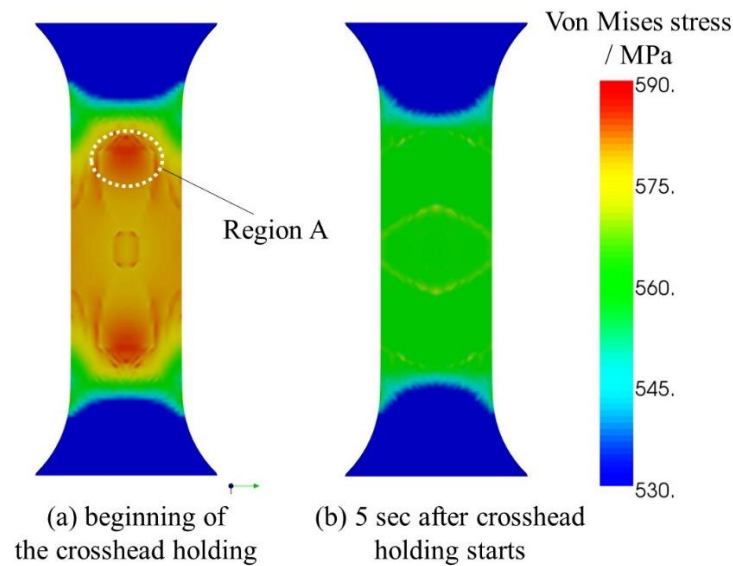 Von Mises stress
/ MPa
590.
575.
560.
545.
530.
Region A
(a) beginning of
the crosshead holding
(b) 5 sec after crosshead
holding starts